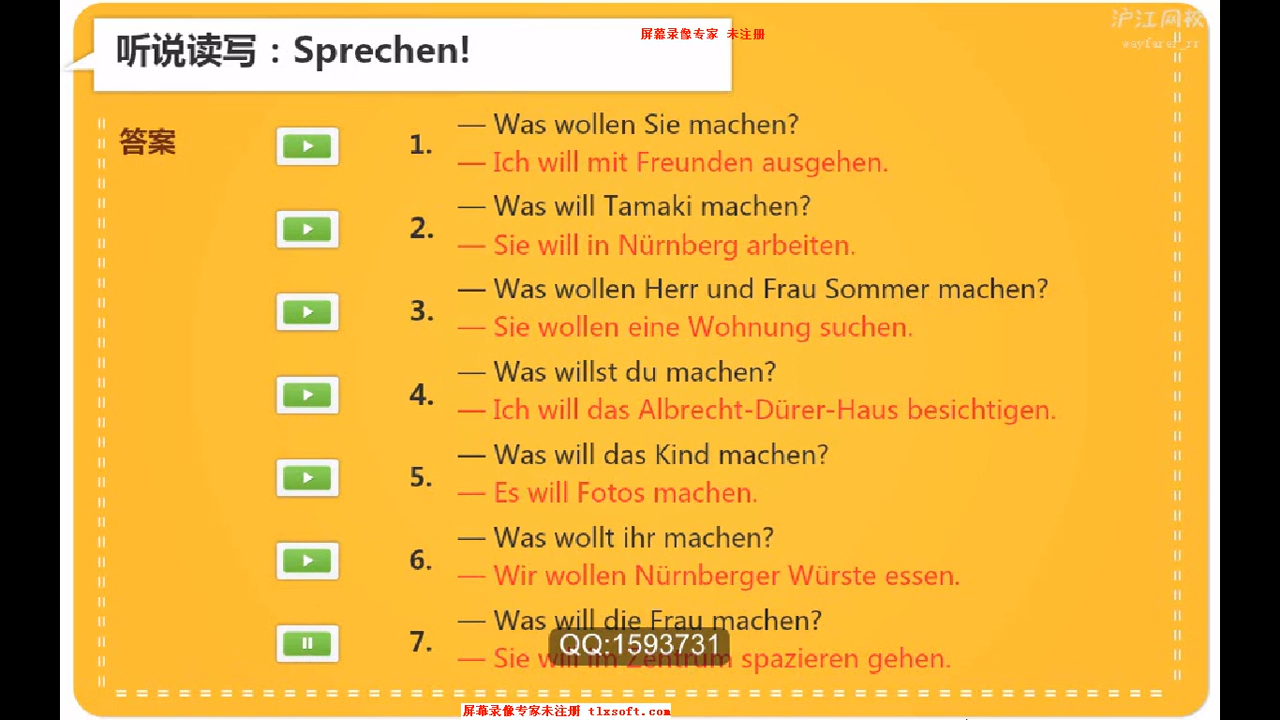 沪江网校
wayfarer_rr
屏幕录像专家 未注册
听说读写：Sprechen!
答案
1. — Was wollen Sie machen?
— Ich will mit Freunden ausgehen.
2. — Was will Tamaki machen?
— Sie will in Nürnberg arbeiten.
3. — Was wollen Herr und Frau Sommer machen?
— Sie wollen eine Wohnung suchen.
4. — Was willst du machen?
— Ich will das Albrecht-Dürer-Haus besichtigen.
5. — Was will das Kind machen?
— Es will Fotos machen.
6. — Was wollt ihr machen?
— Wir wollen Nürnberger Würste essen.
7. — Was will die Frau machen?
QQ:1593731
— Sie will im Zentrum spazieren gehen.
屏幕录像专家未注册 tlxsoft.com